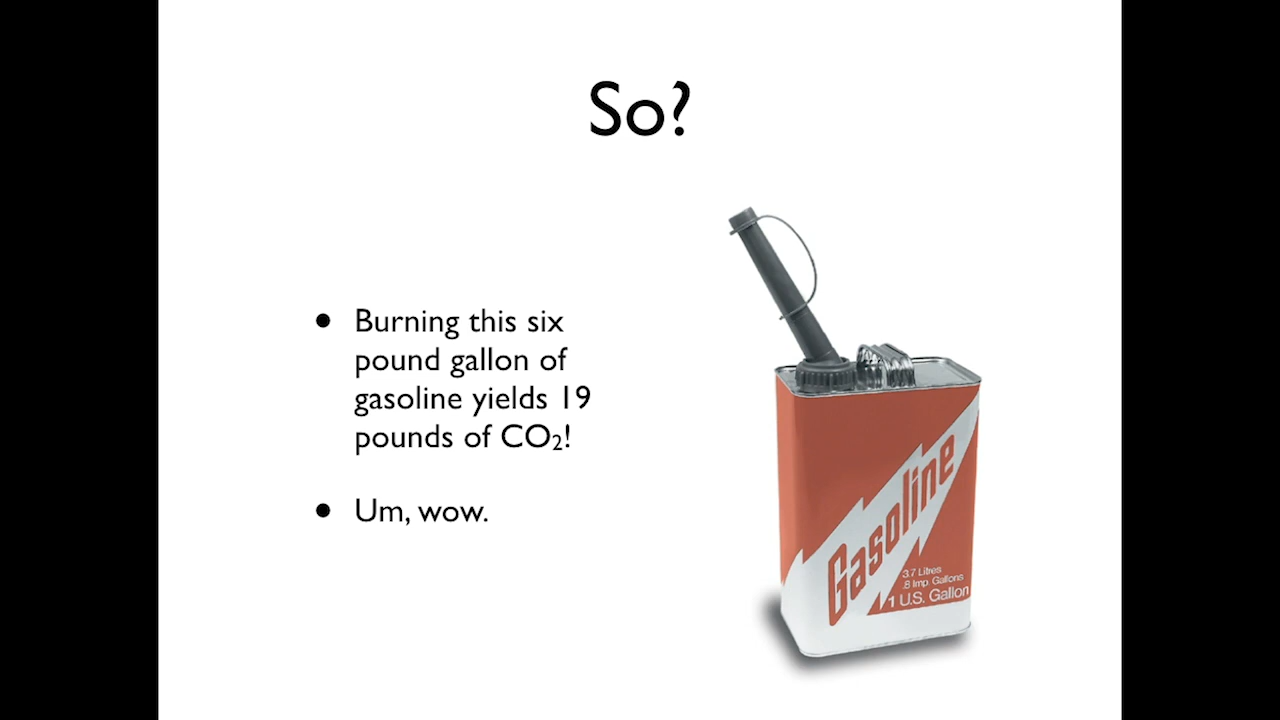 So?
• Burning this six
pound gallon of
gasoline yields 19
pounds of CO₂!
• Um, wow.
Gasoline
3.7 Litres
.8 Imp. Gallons
1 U.S. Gallon